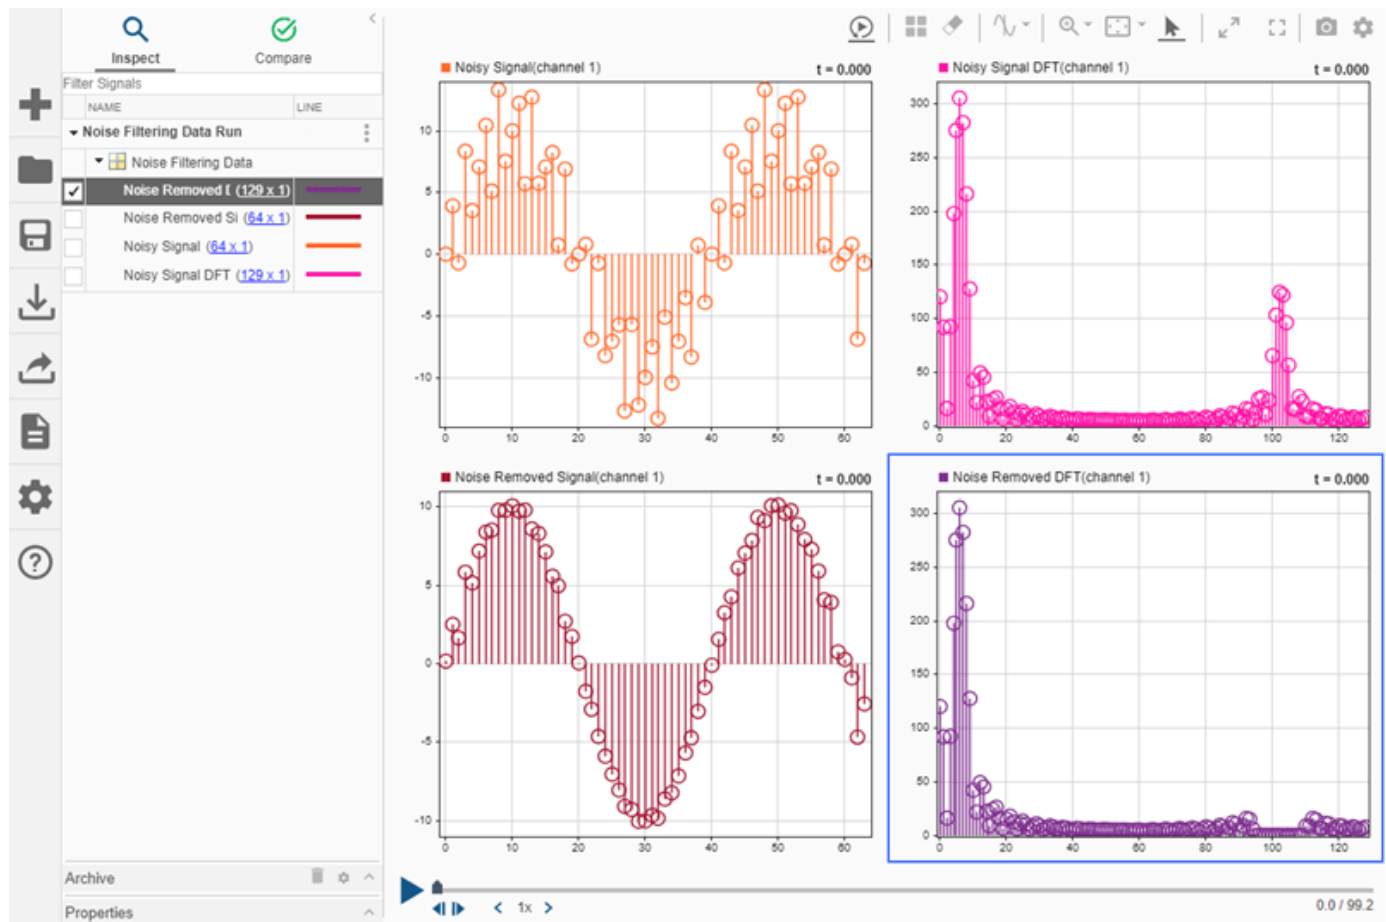 Inspect
Compare
Filter Signals
NAME LINE
Noise Filtering Data Run
Noise Filtering Data
Noise Removed D (129 x 1)
Noise Removed Si (64 x 1)
Noisy Signal (64 x 1)
Noisy Signal DFT (129 x 1)
Archive
Properties
Noisy Signal(channel 1) t = 0.000
10
5
0
-5
-10
0 10 20 30 40 50 60
Noisy Signal DFT(channel 1) t = 0.000
300
250
200
150
100
50
0
0 20 40 60 80 100 120
Noise Removed Signal(channel 1) t = 0.000
10
5
0
-5
-10
0 10 20 30 40 50 60
Noise Removed DFT(channel 1) t = 0.000
300
250
200
150
100
50
0
0 20 40 60 80 100 120
1x
0.0 / 99.2